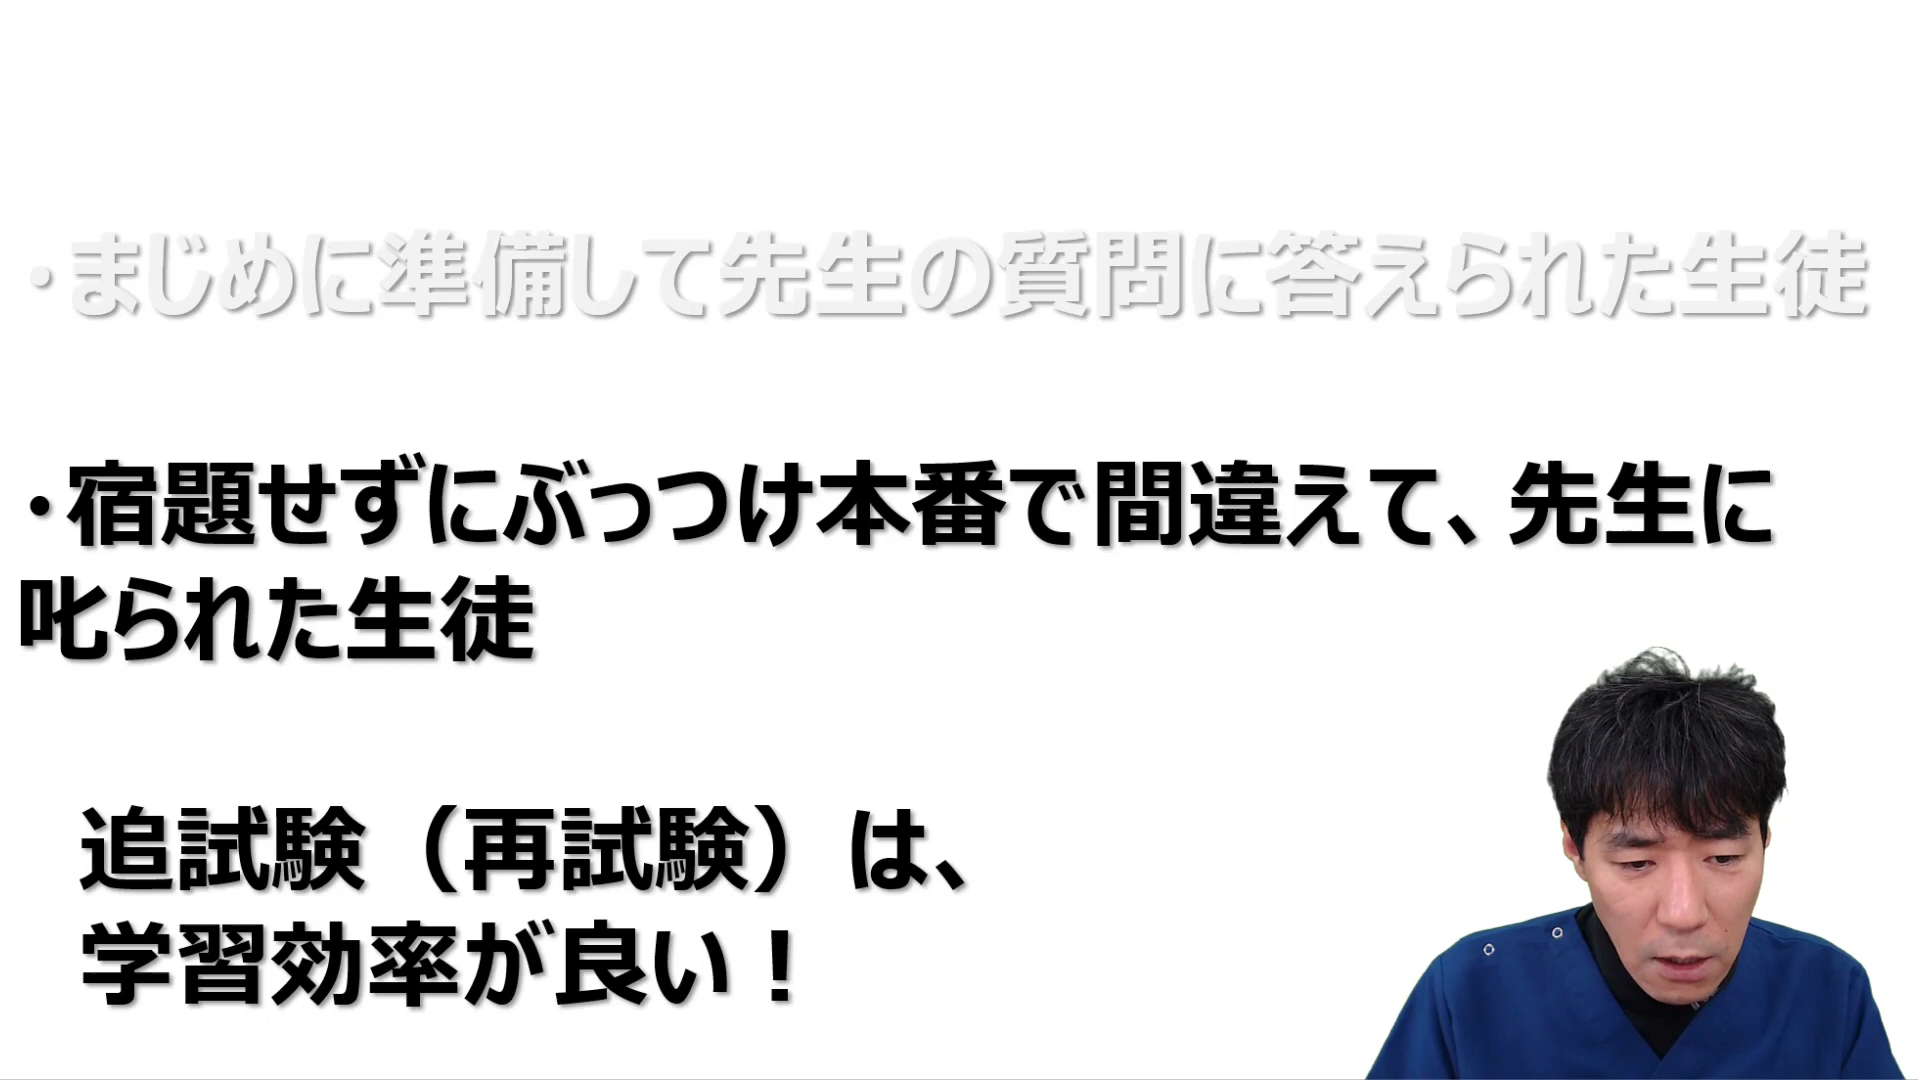 ・まじめに準備して先生の質問に答えられた生徒
・宿題せずにぶっつけ本番で間違えて、先生に
叱られた生徒
追試験（再試験）は、
学習効率が良い！